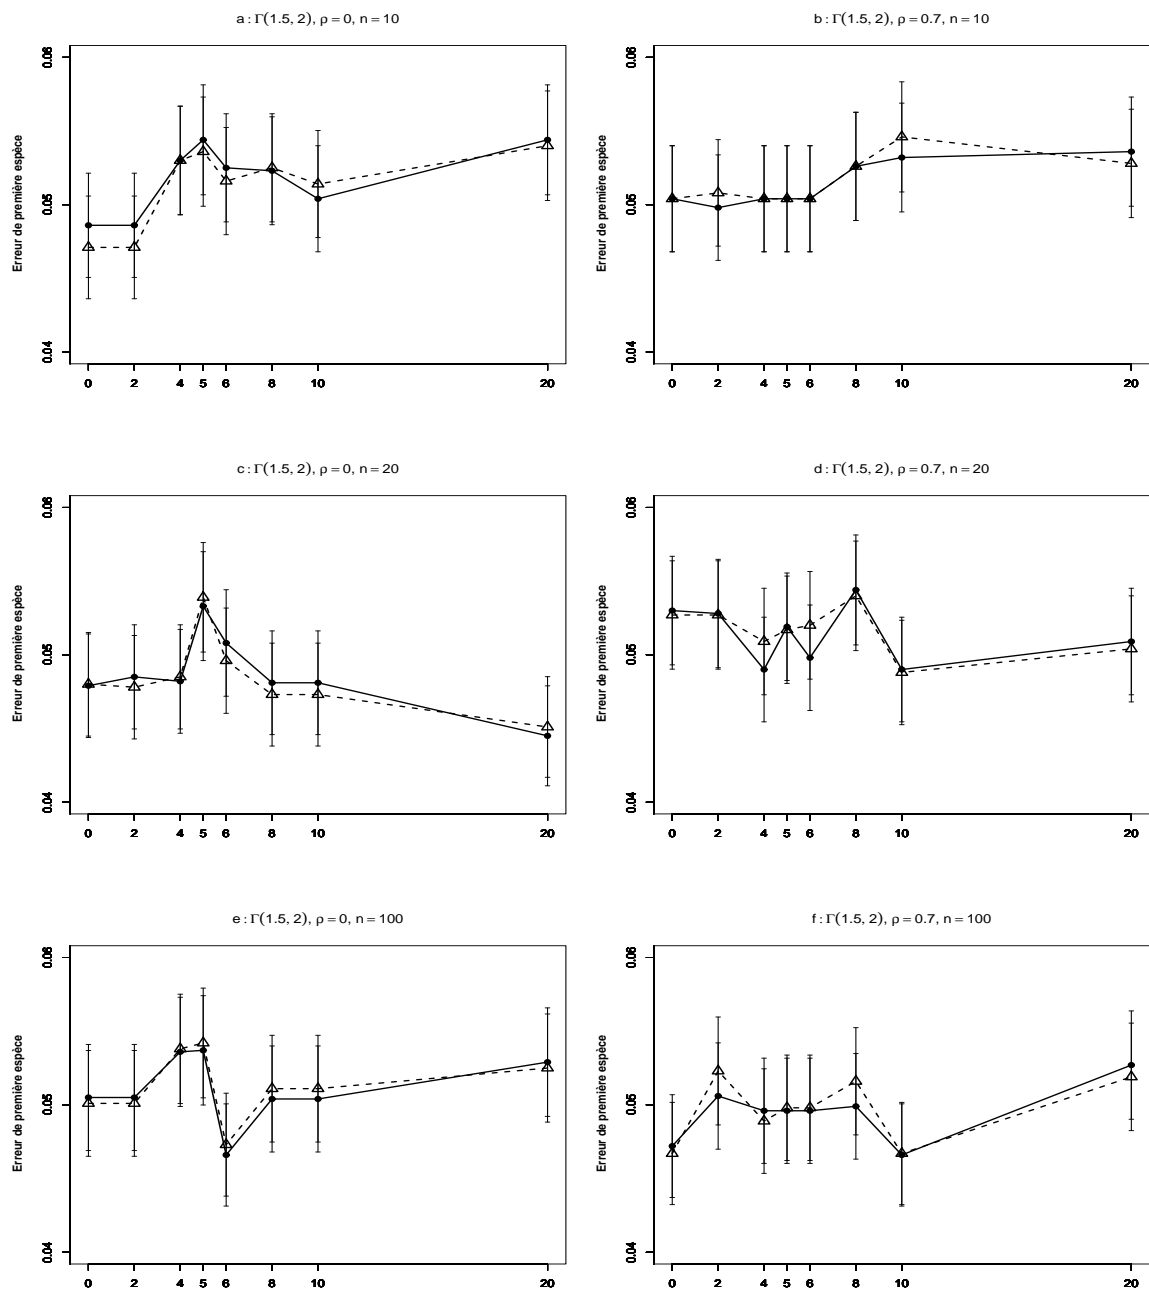 a : Γ(1.5, 2), ρ = 0, n = 10
b : Γ(1.5, 2), ρ = 0.7, n = 10
Erreur de première espèce
0.04 0.05 0.06
0 2 4 5 6 8 10 20
Erreur de première espèce
0.04 0.05 0.06
0 2 4 5 6 8 10 20
c : Γ(1.5, 2), ρ = 0, n = 20
d : Γ(1.5, 2), ρ = 0.7, n = 20
Erreur de première espèce
0.04 0.05 0.06
0 2 4 5 6 8 10 20
Erreur de première espèce
0.04 0.05 0.06
0 2 4 5 6 8 10 20
e : Γ(1.5, 2), ρ = 0, n = 100
f : Γ(1.5, 2), ρ = 0.7, n = 100
Erreur de première espèce
0.04 0.05 0.06
0 2 4 5 6 8 10 20
Erreur de première espèce
0.04 0.05 0.06
0 2 4 5 6 8 10 20